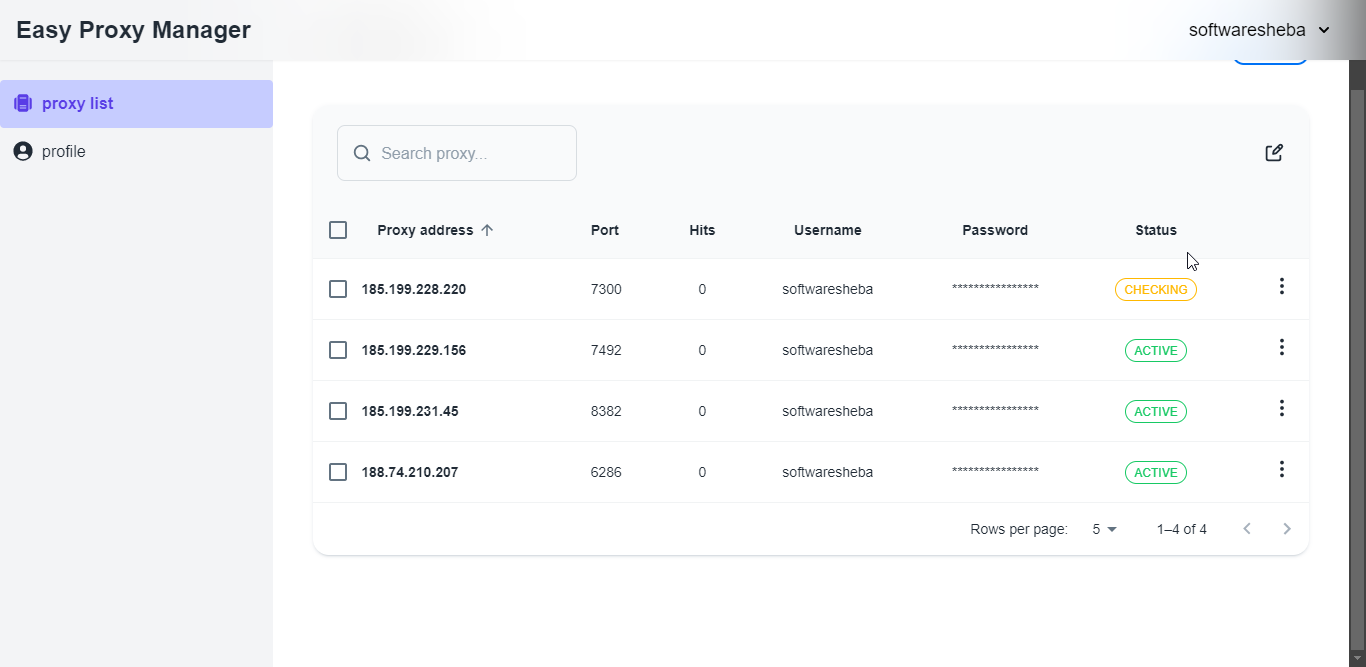 Easy Proxy Manager
softwaresheba
proxy list
profile
Search proxy...
Proxy address Port Hits Username Password Status
185.199.228.220 7300 0 softwaresheba **************** CHECKING
185.199.229.156 7492 0 softwaresheba **************** ACTIVE
185.199.231.45 8382 0 softwaresheba **************** ACTIVE
188.74.210.207 6286 0 softwaresheba **************** ACTIVE
Rows per page: 5 1–4 of 4